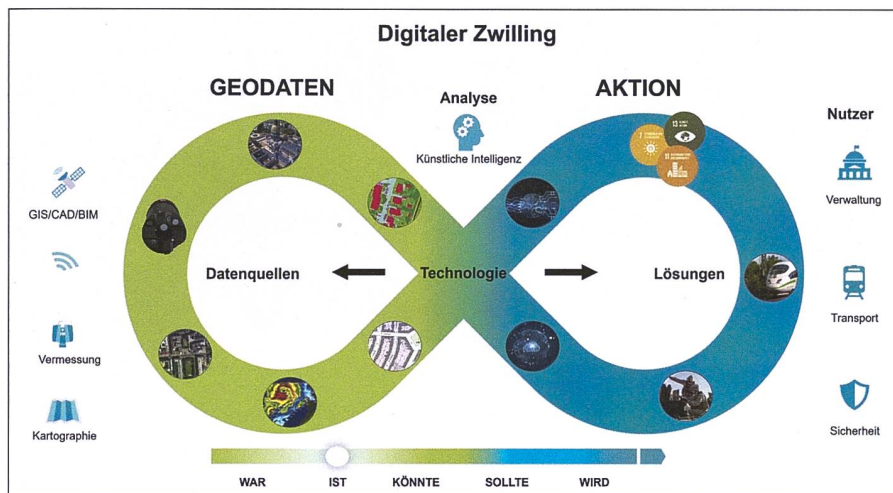 Digitaler Zwilling
GEODATEN
Analyse
AKTION
Künstliche Intelligenz
Nutzer
GIS/CAD/BIM
Vermessung
Kartographie
Datenquellen
Technologie
Lösungen
Verwaltung
Transport
Sicherheit
WAR IST KÖNNTE SOLLTE WIRD